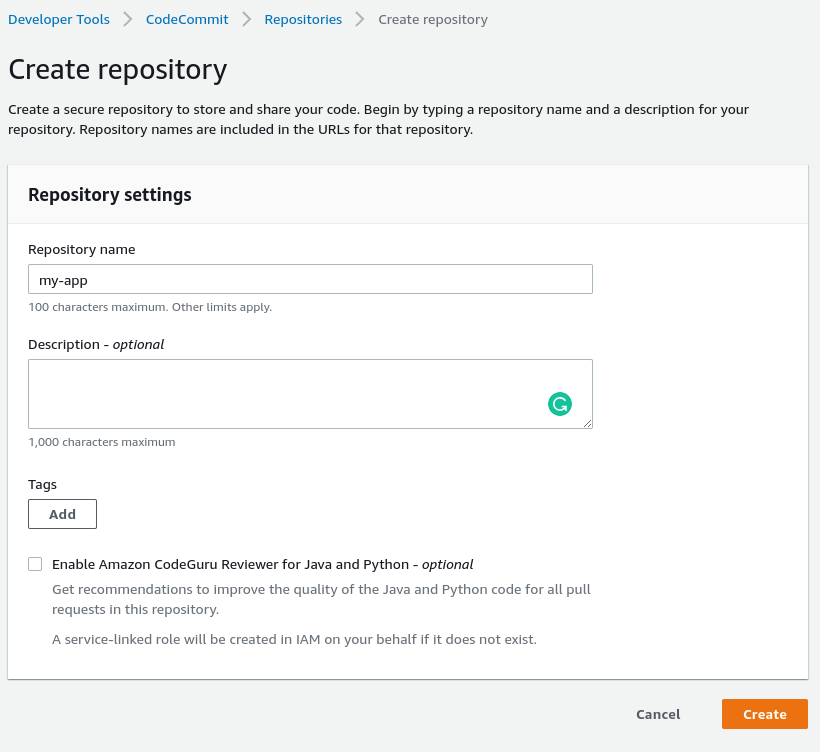 Developer Tools > CodeCommit > Repositories > Create repository
Create repository
Create a secure repository to store and share your code. Begin by typing a repository name and a description for your
repository. Repository names are included in the URLs for that repository.
Repository settings
Repository name
my-app
100 characters maximum. Other limits apply.
Description - optional
1,000 characters maximum
Tags
Add
Enable Amazon CodeGuru Reviewer for Java and Python - optional
Get recommendations to improve the quality of the Java and Python code for all pull
requests in this repository.
A service-linked role will be created in IAM on your behalf if it does not exist.
Cancel Create